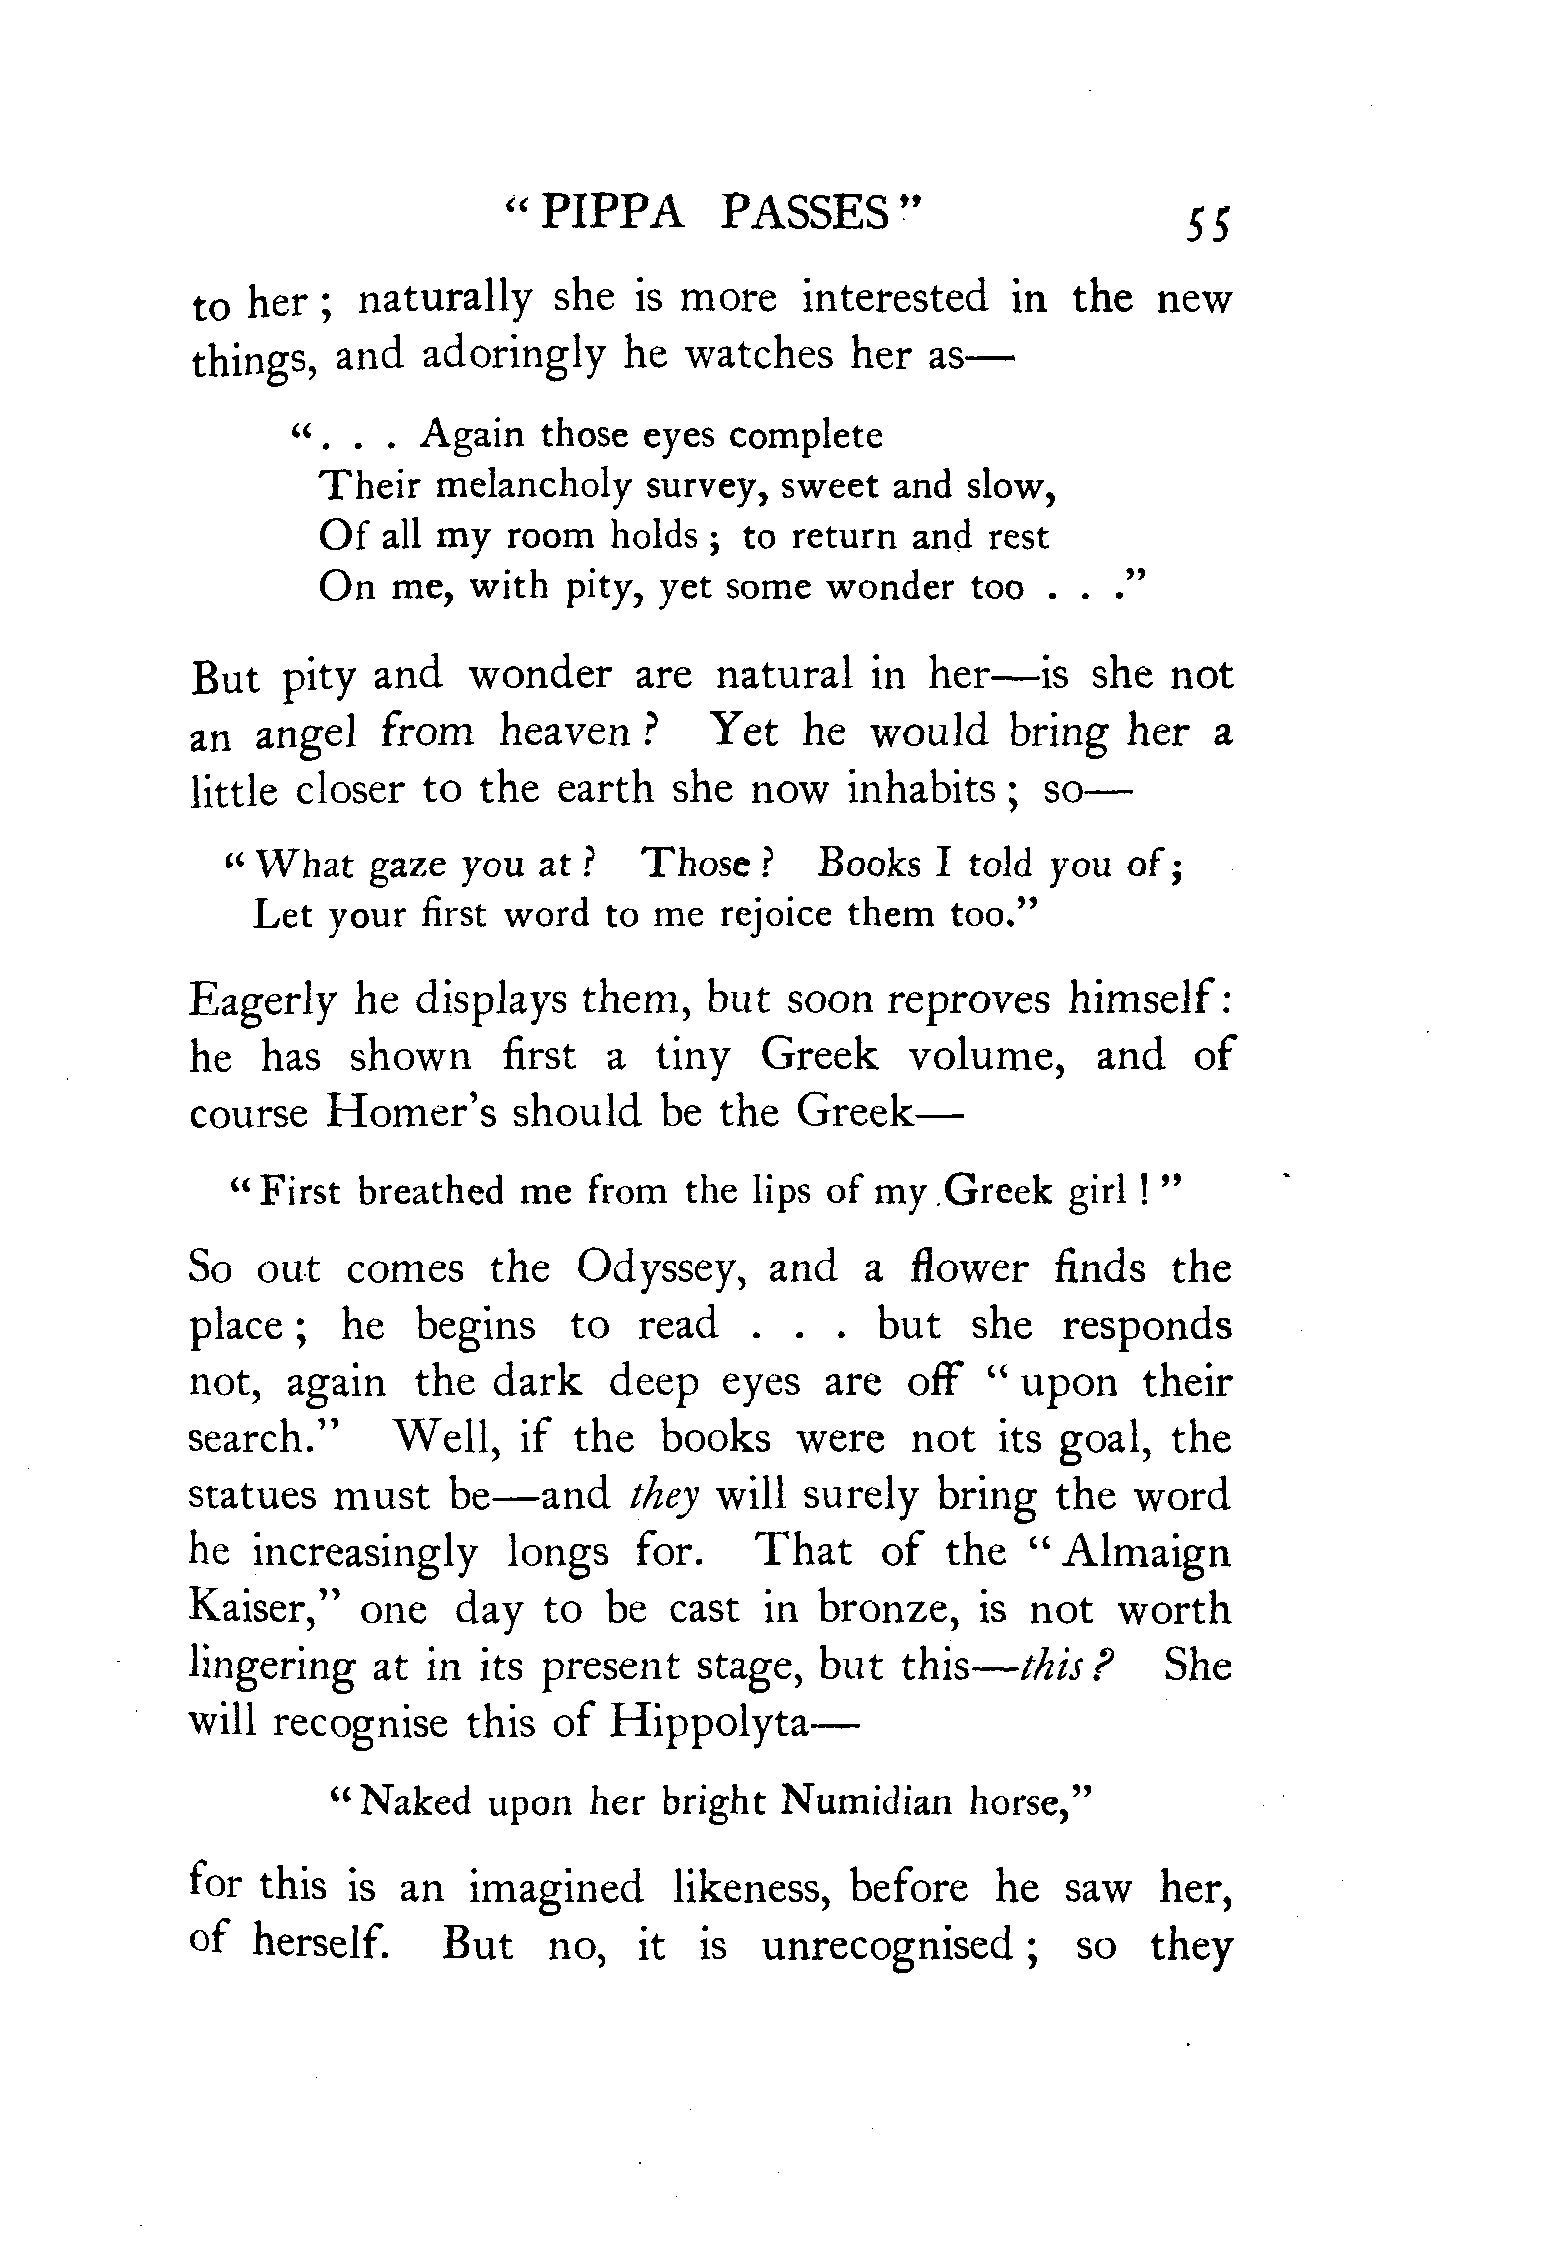 "PIPPA PASSES" 55
to her; naturally she is more interested in the new
things, and adoringly he watches her as—
". . . Again those eyes complete
Their melancholy survey, sweet and slow,
Of all my room holds; to return and rest
On me, with pity, yet some wonder too . . ."
But pity and wonder are natural in her—is she not
an angel from heaven? Yet he would bring her a
little closer to the earth she now inhabits; so—
"What gaze you at? Those? Books I told you of;
Let your first word to me rejoice them too."
Eagerly he displays them, but soon reproves himself:
he has shown first a tiny Greek volume, and of
course Homer's should be the Greek—
"First breathed me from the lips of my Greek girl!"
So out comes the Odyssey, and a flower finds the
place; he begins to read . . . but she responds
not, again the dark deep eyes are off "upon their
search." Well, if the books were not its goal, the
statues must be—and they will surely bring the word
he increasingly longs for. That of the "Almaign
Kaiser," one day to be cast in bronze, is not worth
lingering at in its present stage, but this—this? She
will recognise this of Hippolyta—
"Naked upon her bright Numidian horse,"
for this is an imagined likeness, before he saw her,
of herself. But no, it is unrecognised; so they